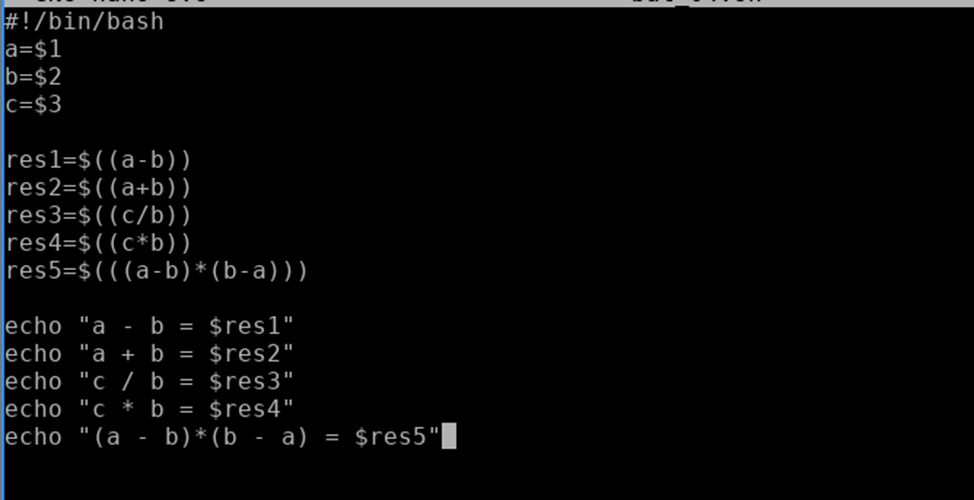 #!/bin/bash
a=$1
b=$2
c=$3
res1=$((a-b))
res2=$((a+b))
res3=$((c/b))
res4=$((c*b))
res5=$(((a-b)*(b-a)))
echo "a - b = $res1"
echo "a + b = $res2"
echo "c / b = $res3"
echo "c * b = $res4"
echo "(a - b)*(b - a) = $res5"